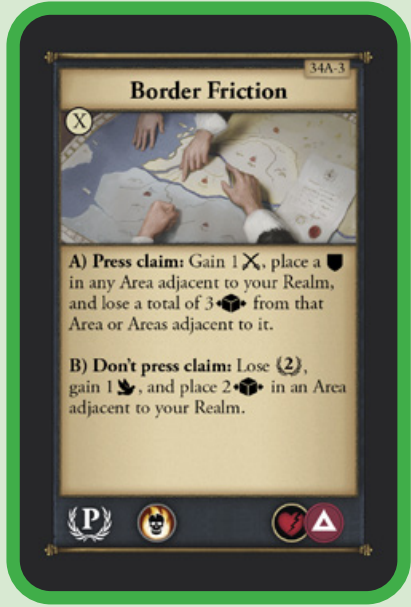 34A-3
Border Friction
X
A) Press claim: Gain 1 , place a
in any Area adjacent to your Realm,
and lose a total of 3 from that
Area or Areas adjacent to it.
B) Don't press claim: Lose 2,
gain 1 , and place 2 in an Area
adjacent to your Realm.
P